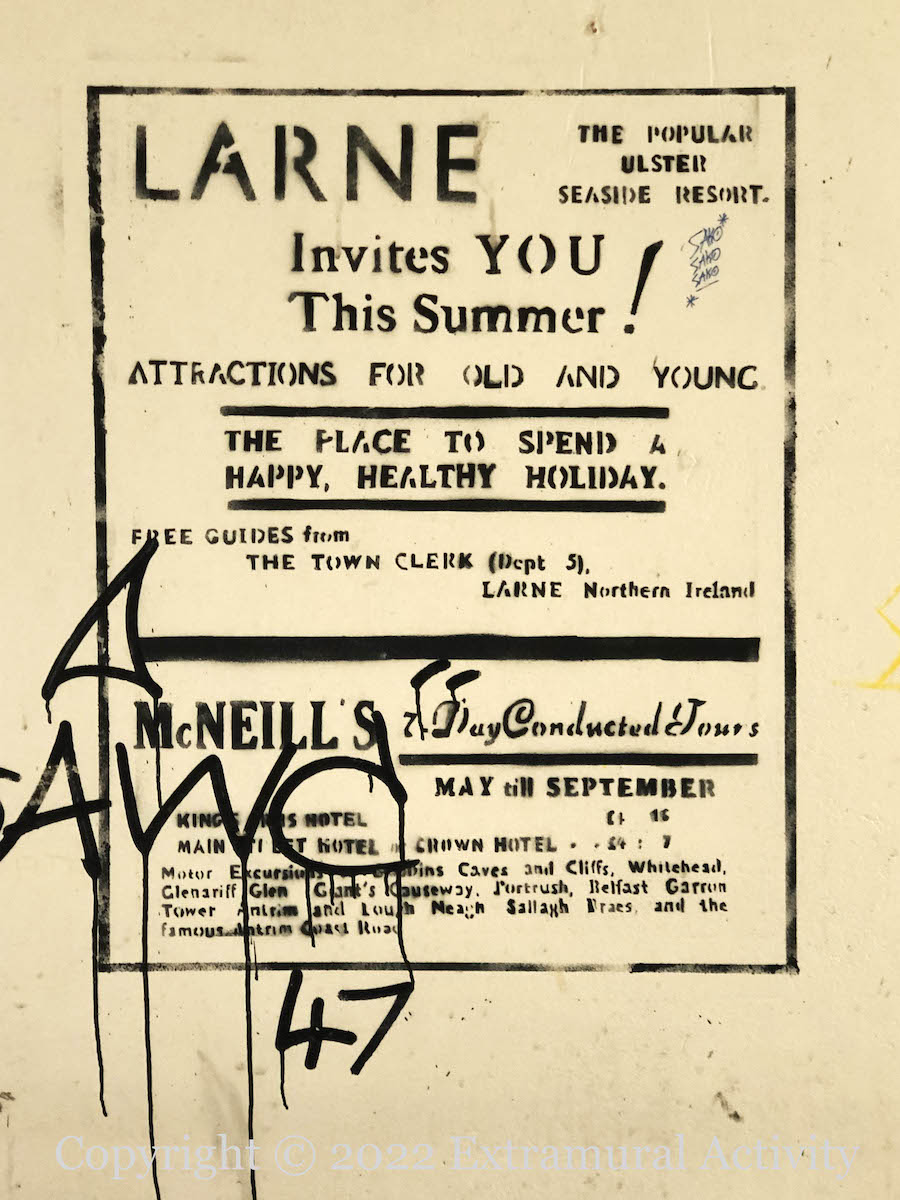 LARNE
THE POPULAR
ULSTER
SEASIDE RESORT.
Invites YOU
This Summer!
SAKO
SAKO
SAKO
ATTRACTIONS FOR OLD AND YOUNG
THE PLACE TO SPEND A
HAPPY, HEALTHY HOLIDAY.
FREE GUIDES from
THE TOWN CLERK (Dept 5),
LARNE Northern Ireland
McNEILL'S 7-Day Conducted Tours
MAY till SEPTEMBER
HOTEL
MAIN HOTEL CROWN HOTEL
Motor Excursions Caves and Cliffs, Whitehead,
Glenariff Glen Giant's Causeway, Portrush, Belfast Garron
Tower Antrim and Lough Neagh Sallagh Braes, and the
famous Antrim Coast Road
47
Copyright © 2022 Extramural Activity